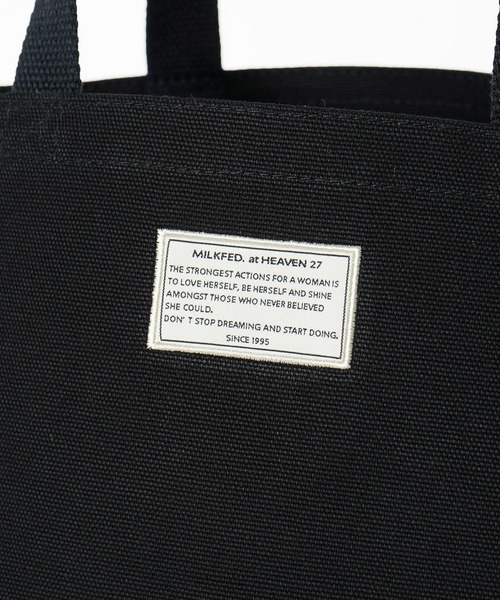 MILKFED. at HEAVEN 27
THE STRONGEST ACTIONS FOR A WOMAN IS
TO LOVE HERSELF, BE HERSELF AND SHINE
AMONGST THOSE WHO NEVER BELIEVED
SHE COULD.
DON' T STOP DREAMING AND START DOING.
SINCE 1995